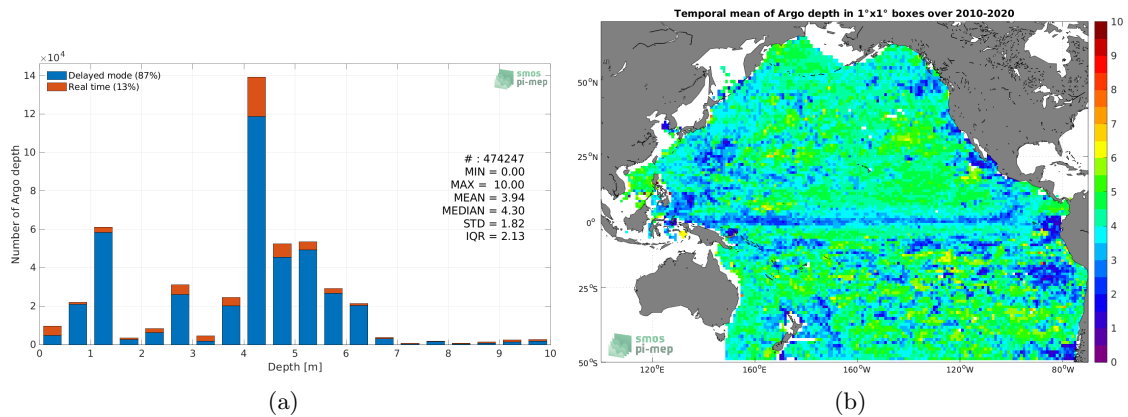 ×10⁴
Delayed mode (87%)
Real time (13%)
smos
pi-mep
14
12
10
8
6
4
2
0
Number of Argo depth
# : 474247
MIN = 0.00
MAX = 10.00
MEAN = 3.94
MEDIAN = 4.30
STD = 1.82
IQR = 2.13
0 1 2 3 4 5 6 7 8 9 10
Depth [m]
(a)
Temporal mean of Argo depth in 1°x1° boxes over 2010-2020
50°N
25°N
0°
25°S
50°S
120°E 160°E 160°W 120°W 80°W
smos
pi-mep
10
9
8
7
6
5
4
3
2
1
0
(b)